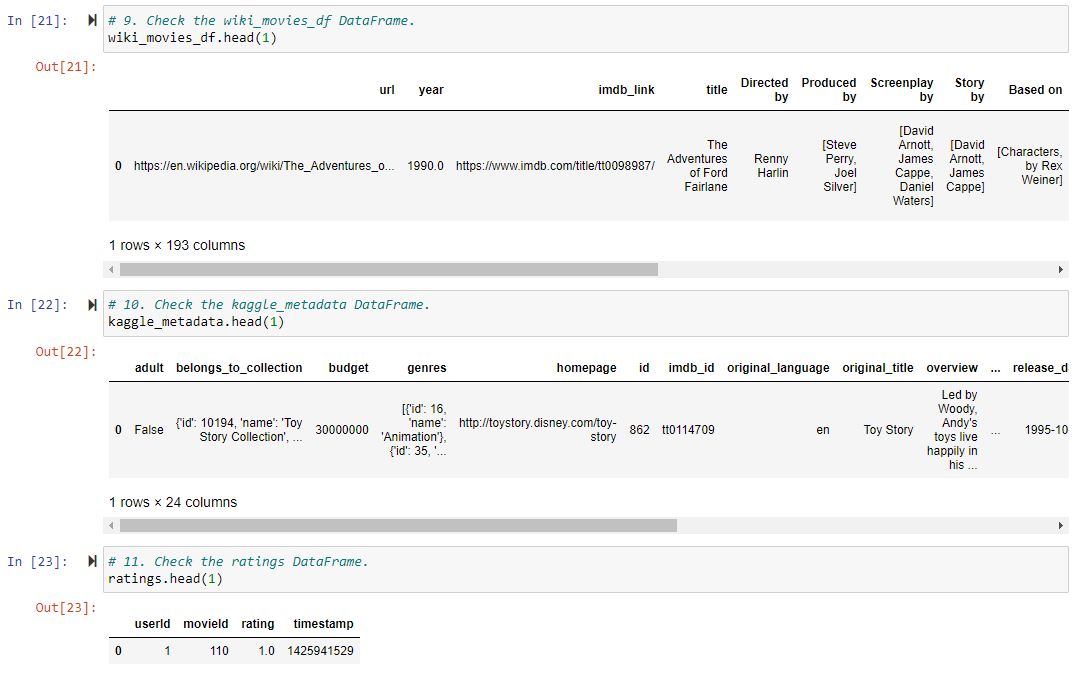 In [21]:
# 9. Check the wiki_movies_df DataFrame.
wiki_movies_df.head(1)
Out[21]:
url year imdb_link title Directed by Produced by Screenplay by Story by Based on
0 https://en.wikipedia.org/wiki/The_Adventures_o... 1990.0 https://www.imdb.com/title/tt0098987/ The Adventures of Ford Fairlane Renny Harlin [Steve Perry, Joel Silver] [David Arnott, James Cappe, Daniel Waters] [David Arnott, James Cappe] [Characters, by Rex Weiner]
1 rows × 193 columns
In [22]:
# 10. Check the kaggle_metadata DataFrame.
kaggle_metadata.head(1)
Out[22]:
adult belongs_to_collection budget genres homepage id imdb_id original_language original_title overview ... release_d
0 False {'id': 10194, 'name': 'Toy Story Collection', ... 30000000 [{'id': 16, 'name': 'Animation'}, {'id': 35, '... http://toystory.disney.com/toy-story 862 tt0114709 en Toy Story Led by Woody, Andy's toys live happily in his ... ... 1995-10
1 rows × 24 columns
In [23]:
# 11. Check the ratings DataFrame.
ratings.head(1)
Out[23]:
userId movieId rating timestamp
0 1 110 1.0 1425941529